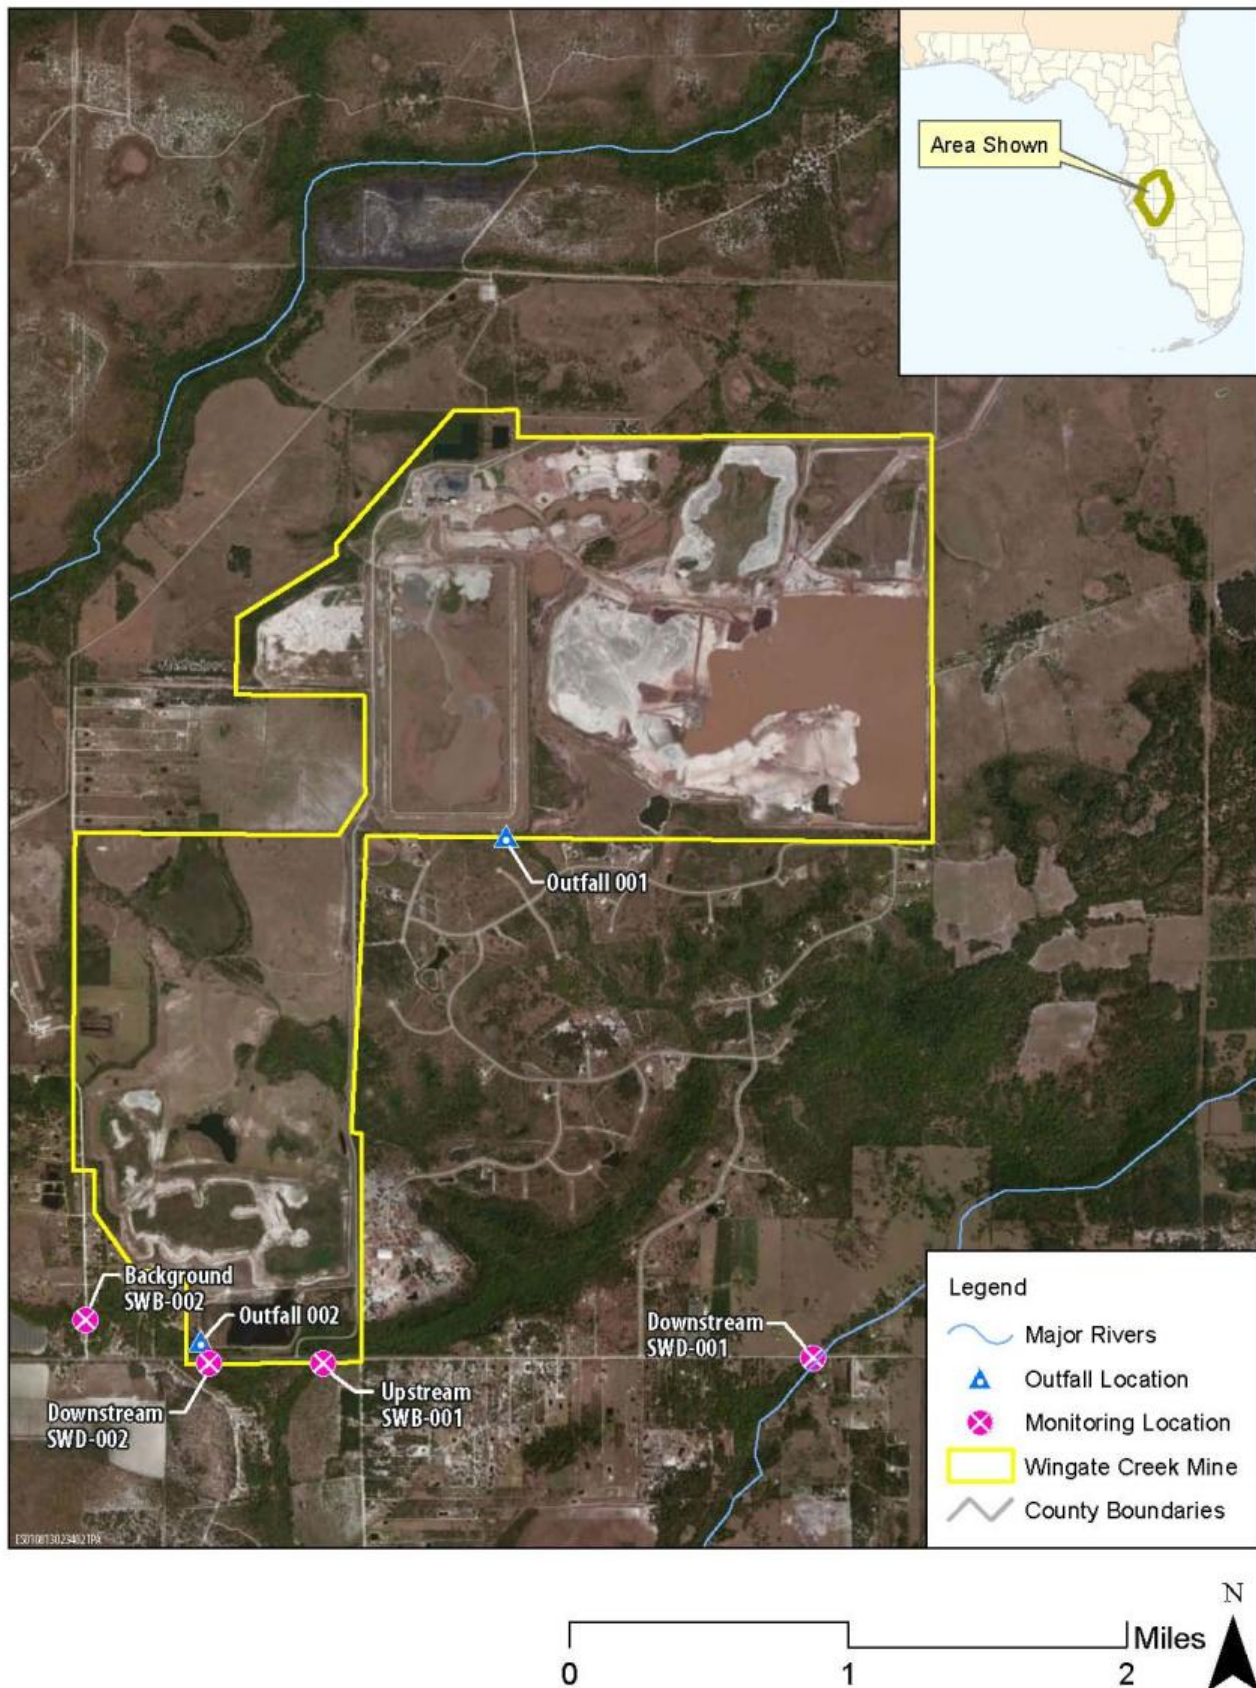 Area Shown
Outfall 001
Background
SWB-002
Outfall 002
Downstream
SWD-001
Upstream
SWB-001
Downstream
SWD-002
Legend
Major Rivers
Outfall Location
Monitoring Location
Wingate Creek Mine
County Boundaries
N
Miles
0
1
2